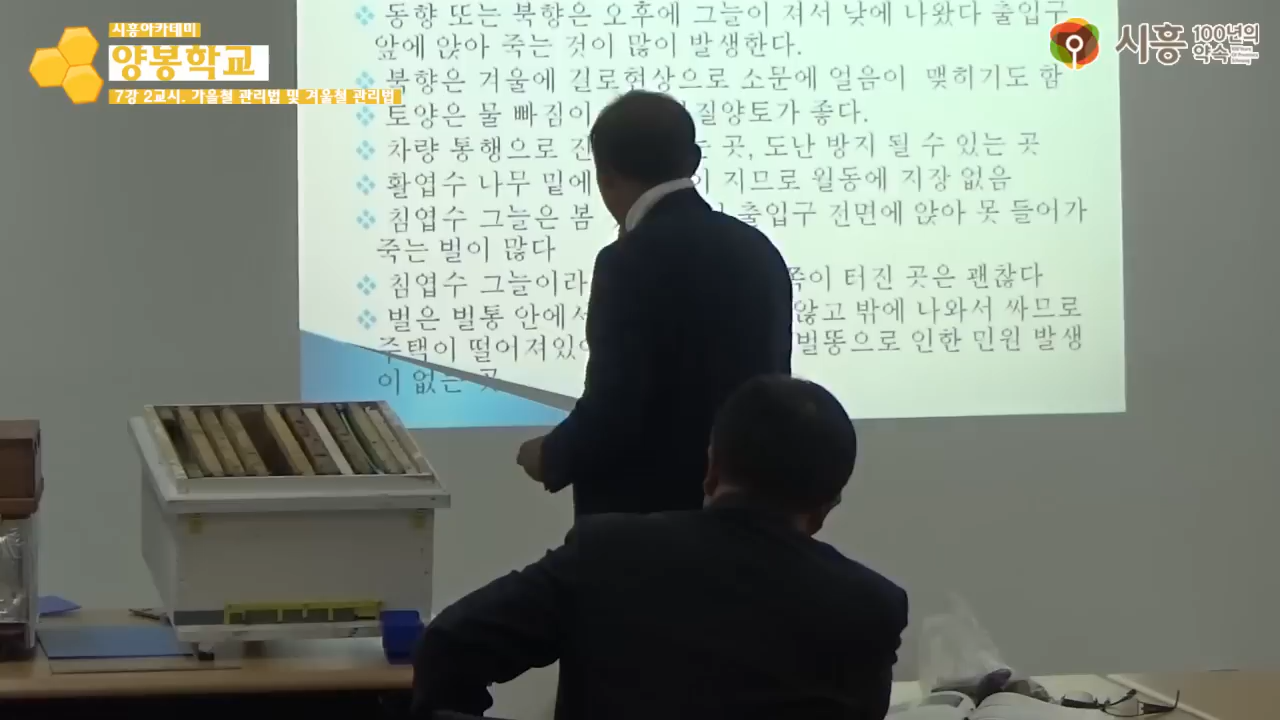 시흥아카데미
양봉학교
7강 2교시. 가을철 관리법 및 겨울철 관리법
시흥 100년의 약속
동향 또는 북향은 오후에 그늘이 져서 낮에 나왔다 출입구
앞에 앉아 죽는 것이 많이 발생한다.
북향은 겨울에 결로현상으로 소문에 얼음이 맺히기도 함
토양은 물 빠짐이 질양토가 좋다.
차량 통행으로 진 는 곳, 도난 방지 될 수 있는 곳
활엽수 나무 밑에 이 지므로 월동에 지장 없음
침엽수 그늘은 봄 출입구 전면에 앉아 못 들어가
죽는 벌이 많다
침엽수 그늘이라 쪽이 터진 곳은 괜찮다
벌은 벌통 안에서 않고 밖에 나와서 싸므로
주택이 떨어져있어 벌똥으로 인한 민원 발생
이 없는 곳